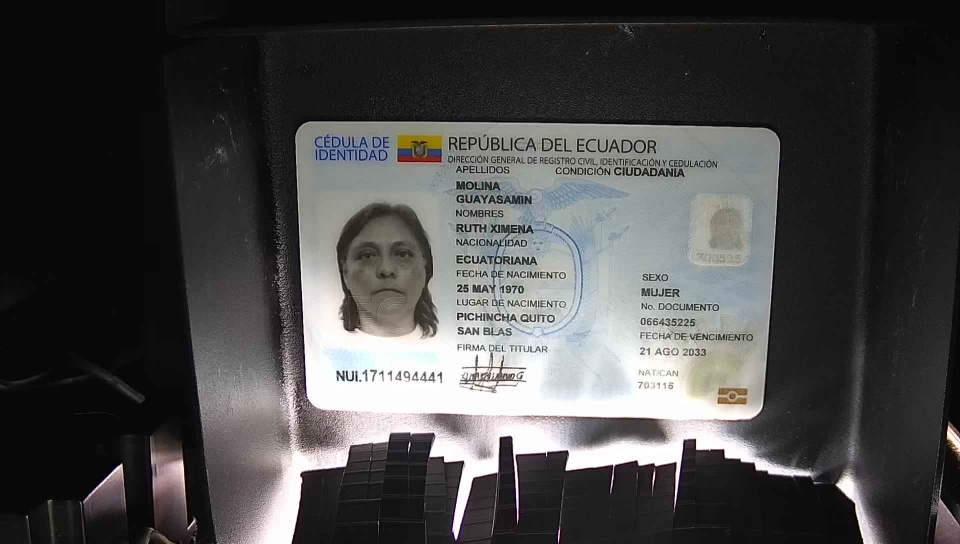 CÉDULA DE IDENTIDAD
REPÚBLICA DEL ECUADOR
DIRECCIÓN GENERAL DE REGISTRO CIVIL, IDENTIFICACIÓN Y CEDULACIÓN
APELLIDOS
CONDICIÓN CIUDADANIA
MOLINA
GUAYASAMIN
NOMBRES
RUTH XIMENA
NACIONALIDAD
ECUATORIANA
FECHA DE NACIMIENTO
25 MAY 1970
LUGAR DE NACIMIENTO
PICHINCHA QUITO
SAN BLAS
FIRMA DEL TITULAR
SEXO
MUJER
No. DOCUMENTO
066435225
FECHA DE VENCIMIENTO
21 AGO 2033
NAT/CAN
703116
NUI.1711494441